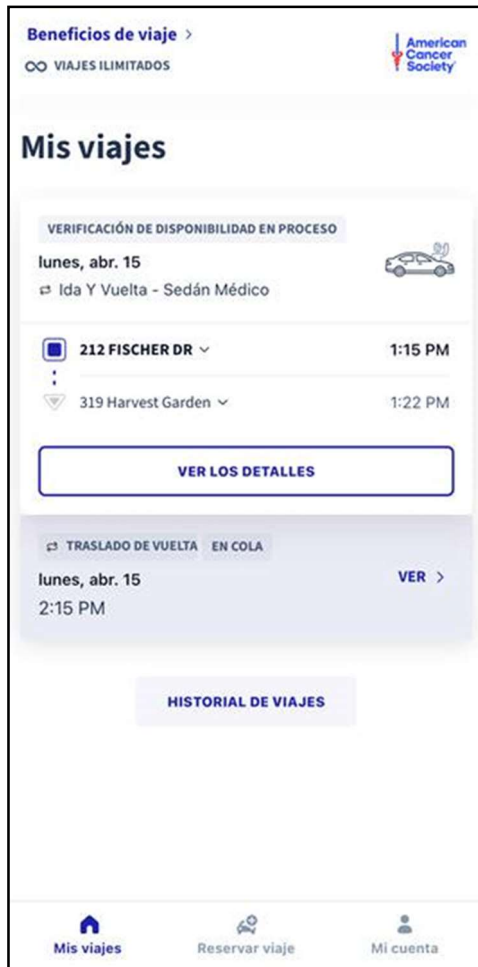 Beneficios de viaje >
∞ VIAJES ILIMITADOS
American
Cancer
Society
Mis viajes
VERIFICACIÓN DE DISPONIBILIDAD EN PROCESO
lunes, abr. 15
Ida Y Vuelta - Sedán Médico
212 FISCHER DR 1:15 PM
319 Harvest Garden 1:22 PM
VER LOS DETALLES
TRASLADO DE VUELTA EN COLA
lunes, abr. 15 VER >
2:15 PM
HISTORIAL DE VIAJES
Mis viajes Reservar viaje Mi cuenta